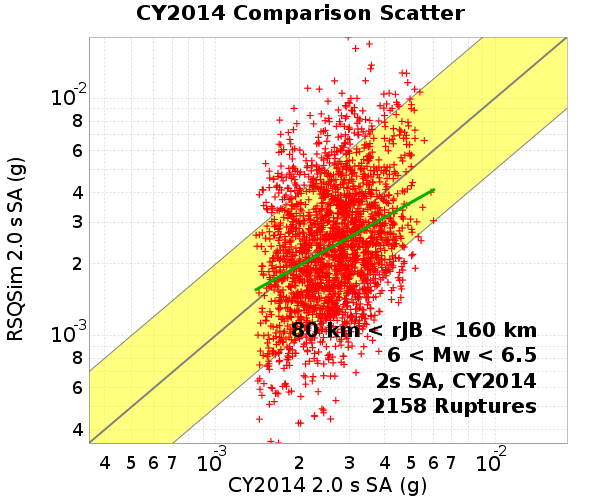 CY2014 Comparison Scatter
RSQSim 2.0 s SA (g)
10-2
8
6
4
3
2
10-3
8
6
4
80 km < rJB < 160 km
6 < Mw < 6.5
2s SA, CY2014
2158 Ruptures
4 5 6 7 10-3 2 3 4 5 6 7 10-2
CY2014 2.0 s SA (g)